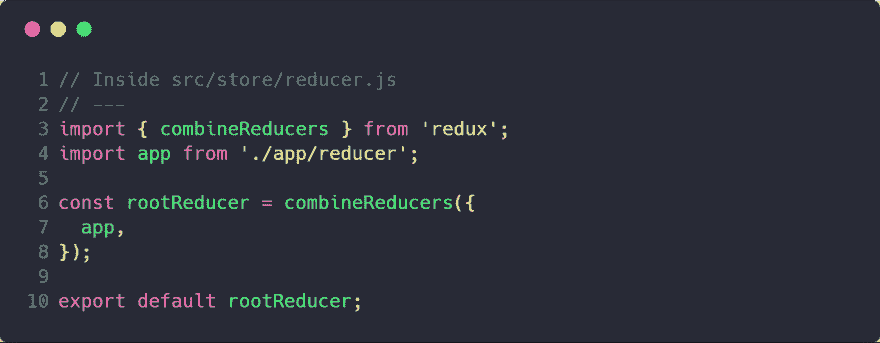 1 // Inside src/store/reducer.js
2 // ---
3 import { combineReducers } from 'redux';
4 import app from './app/reducer';
5
6 const rootReducer = combineReducers({
7   app,
8 });
9
10 export default rootReducer;